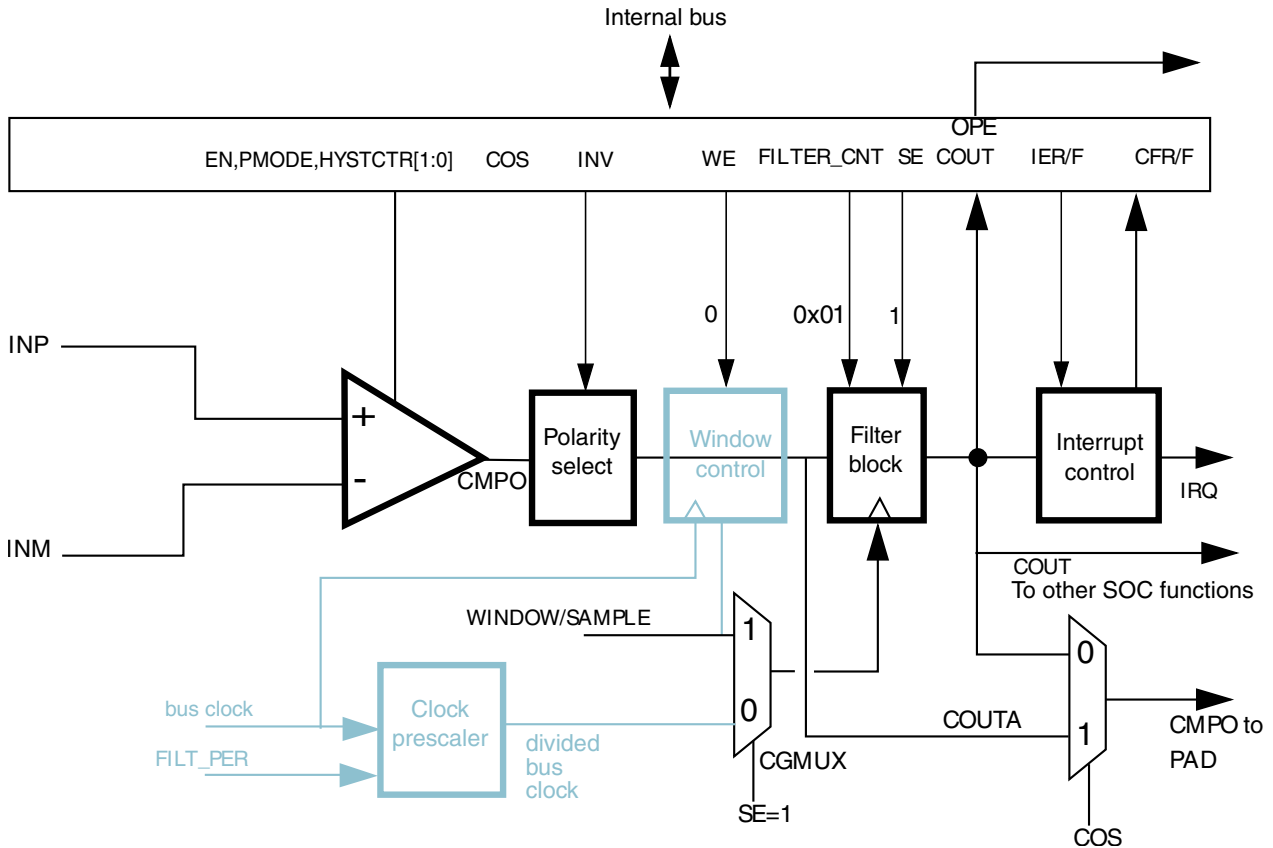 Internal bus
OPE
EN,PMODE,HYSTCTR[1:0] COS INV WE FILTER_CNT SE COUT IER/F CFR/F
0 0x01 1
INP
+
-
INM
CMPO
Polarity
select
Window
control
Filter
block
Interrupt
control
IRQ
COUT
To other SOC functions
WINDOW/SAMPLE
1
0
CGMUX
SE=1
bus clock
FILT_PER
Clock
prescaler
divided
bus
clock
COUTA
0
1
COS
CMPO to
PAD